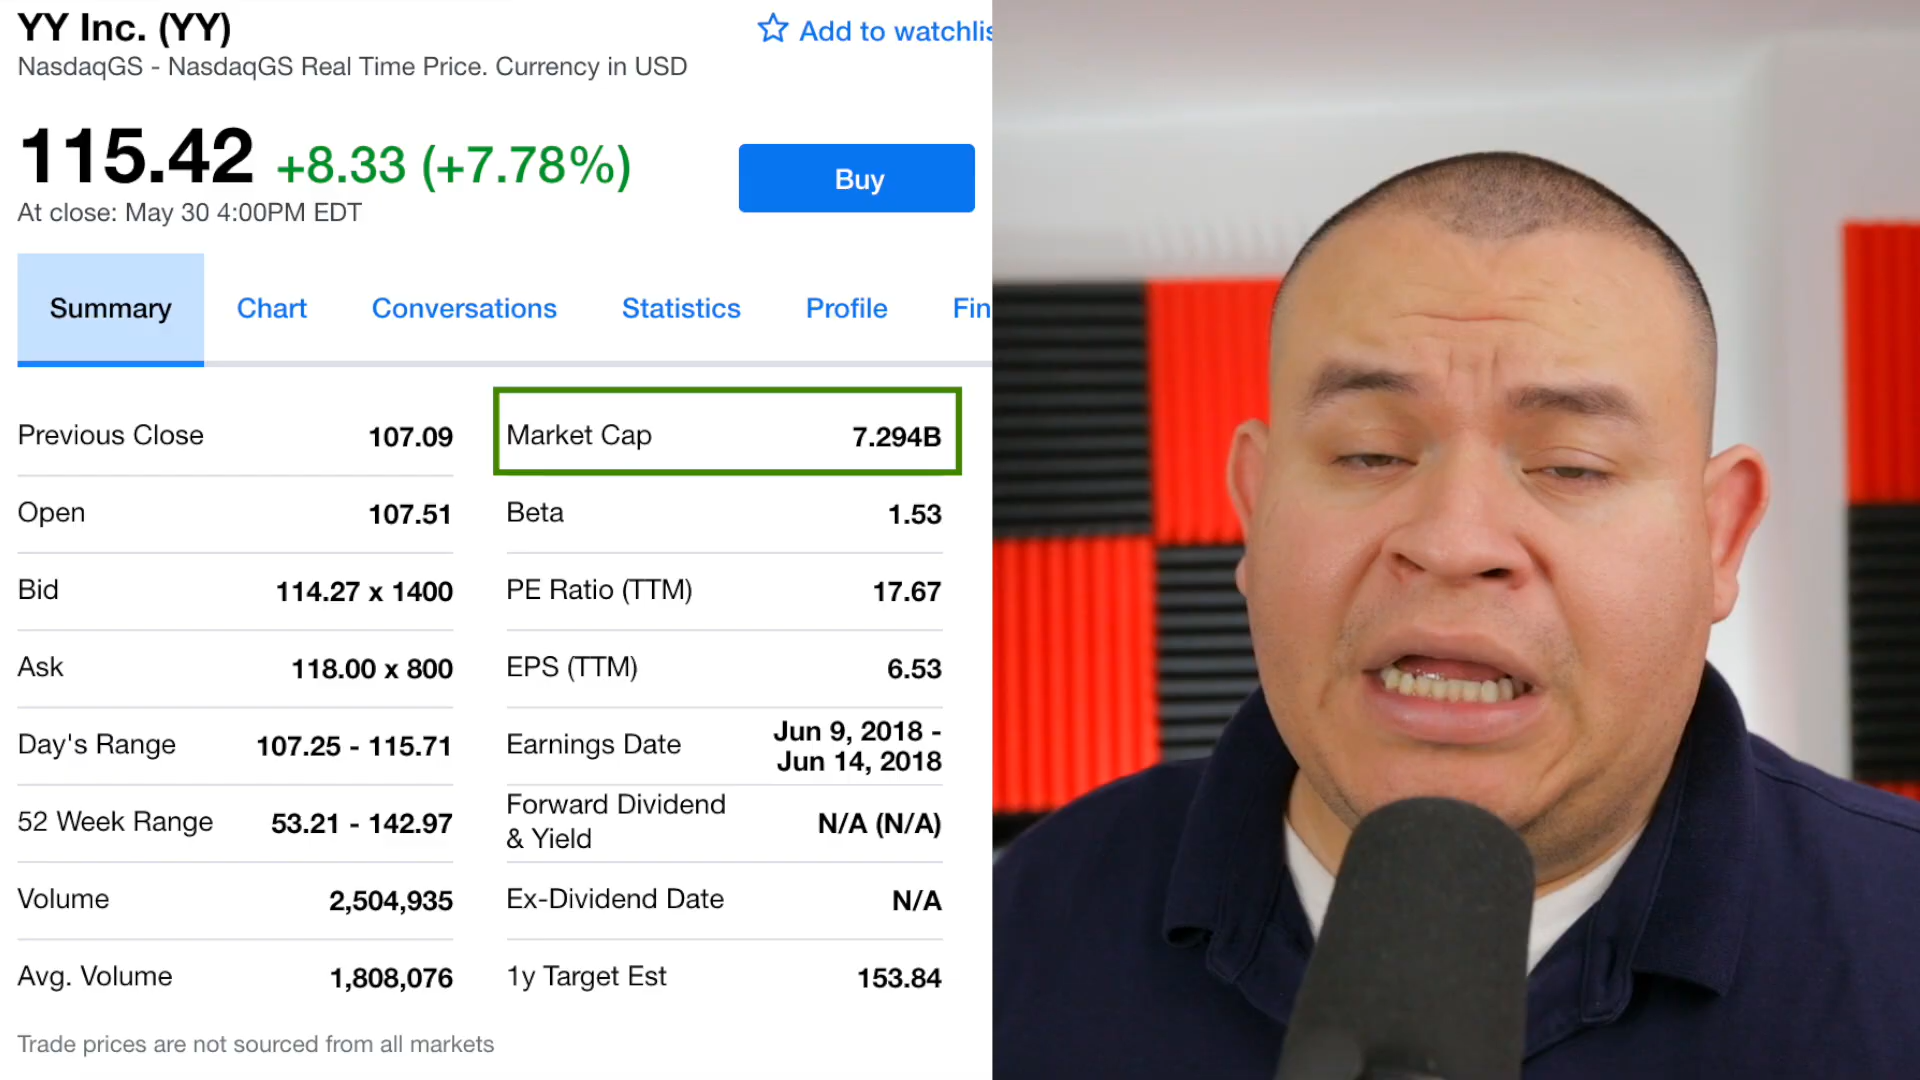 YY Inc. (YY)
Add to watchlis
NasdaqGS - NasdaqGS Real Time Price. Currency in USD
115.42 +8.33 (+7.78%)
Buy
At close: May 30 4:00PM EDT
Summary Chart Conversations Statistics Profile Fin
Previous Close 107.09
Open 107.51
Bid 114.27 x 1400
Ask 118.00 x 800
Day's Range 107.25 - 115.71
52 Week Range 53.21 - 142.97
Volume 2,504,935
Avg. Volume 1,808,076
Market Cap 7.294B
Beta 1.53
PE Ratio (TTM) 17.67
EPS (TTM) 6.53
Earnings Date Jun 9, 2018 -
Jun 14, 2018
Forward Dividend
& Yield N/A (N/A)
Ex-Dividend Date N/A
1y Target Est 153.84
Trade prices are not sourced from all markets